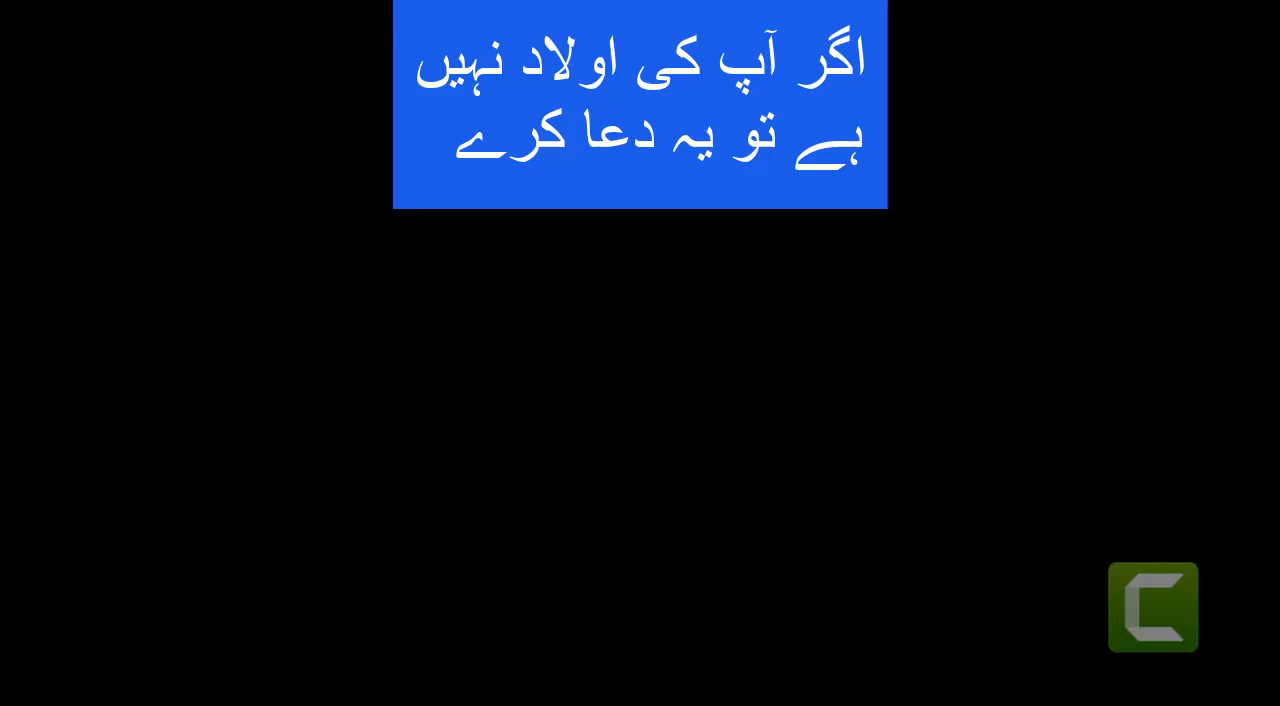 اگر آپ کی اولاد نہیں
ہے تو یہ دعا کرے